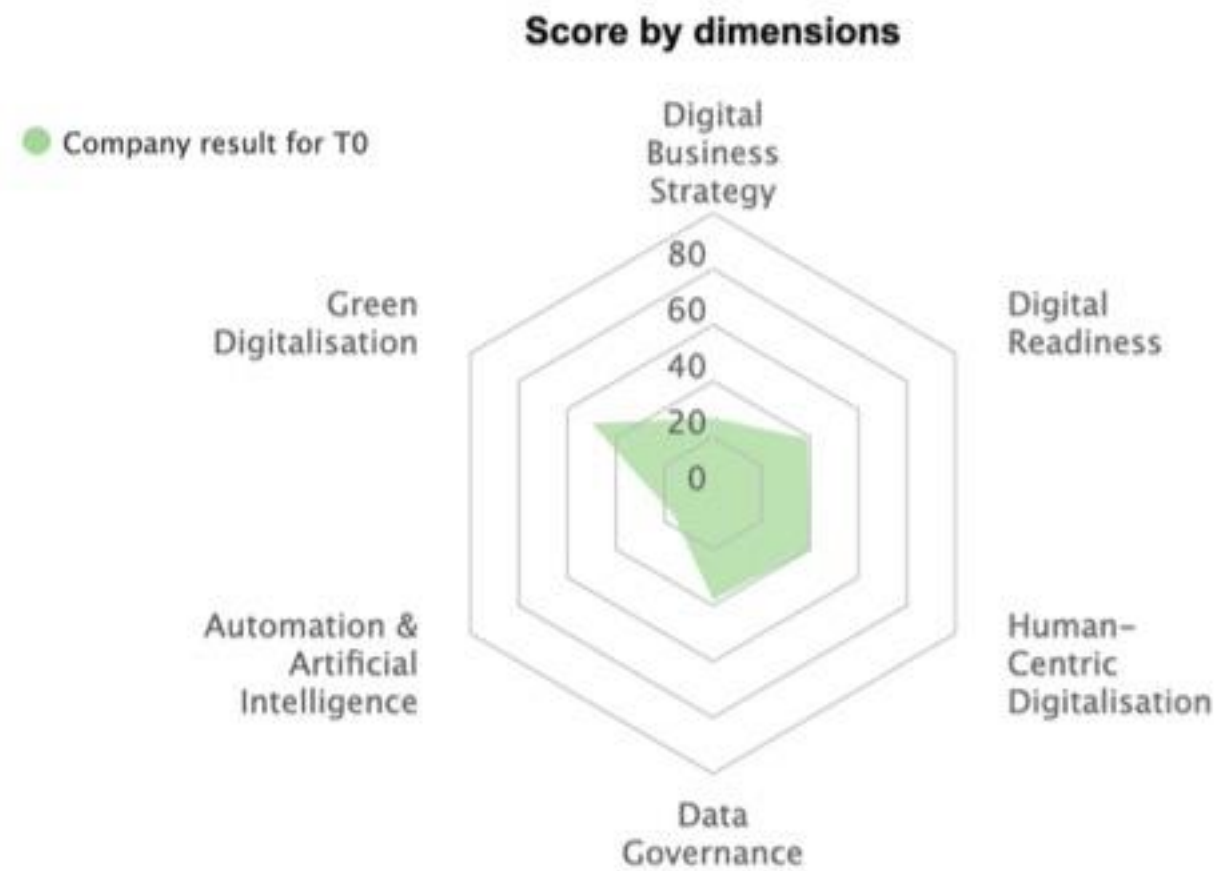 Score by dimensions
Company result for T0
Digital
Business
Strategy
80
60
40
20
0
Green
Digitalisation
Digital
Readiness
Automation &
Artificial
Intelligence
Human-
Centric
Digitalisation
Data
Governance